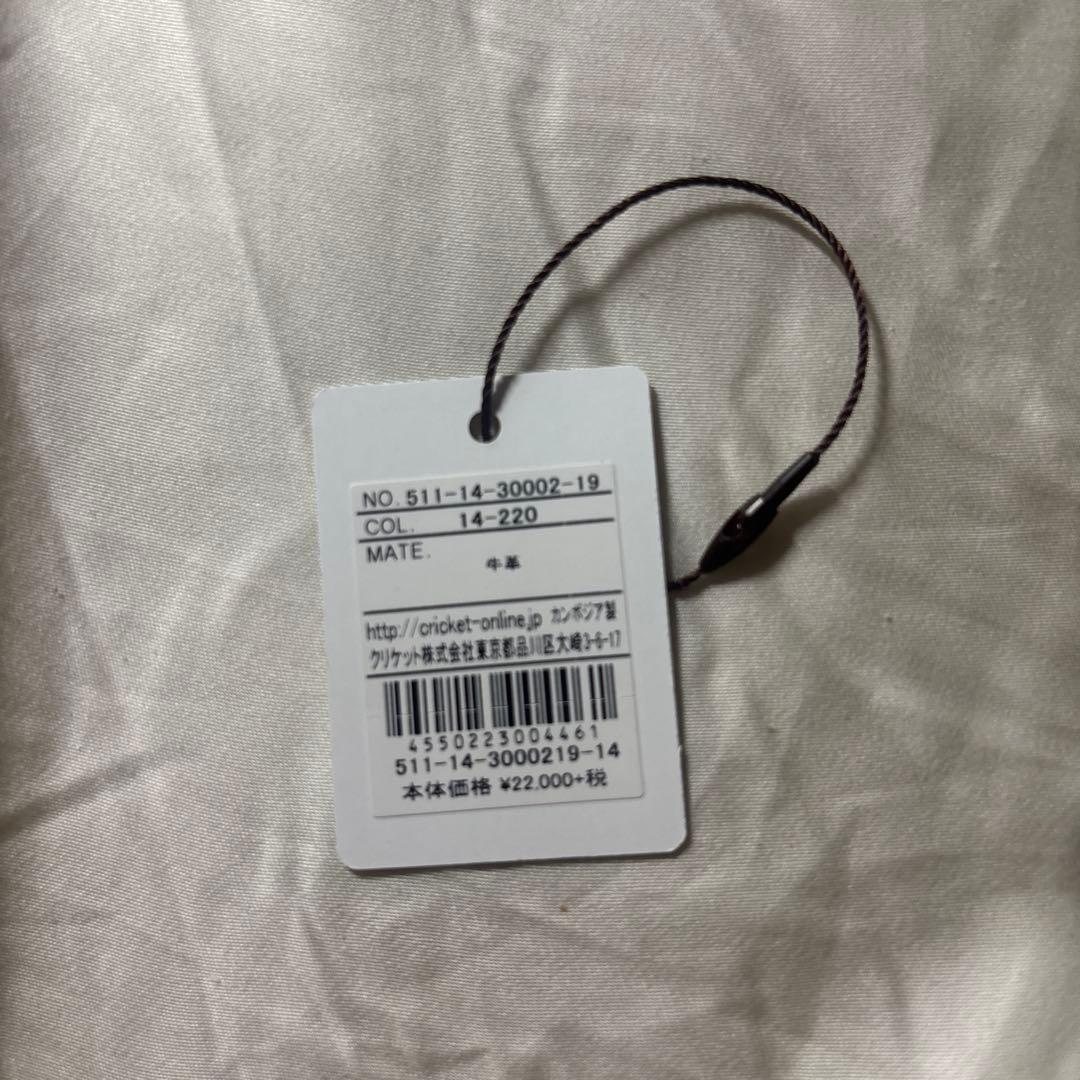 NO. 511-14-30002-19
COL. 14-220
MATE.
牛革
http://cricket-online.jp カンボジア製
クリケット株式会社東京都品川区大崎3-6-17
4550223004461
511-14-3000219-14
本体価格 ¥22,000+税